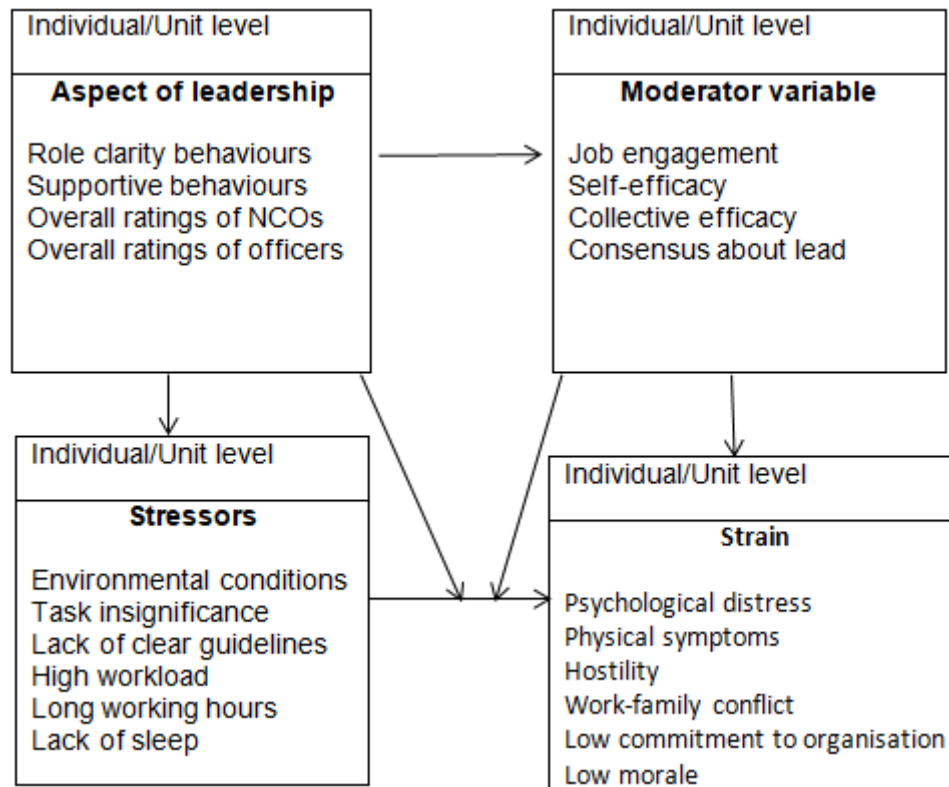 Individual/Unit level
Aspect of leadership
Role clarity behaviours
Supportive behaviours
Overall ratings of NCOs
Overall ratings of officers
Individual/Unit level
Moderator variable
Job engagement
Self-efficacy
Collective efficacy
Consensus about lead
Individual/Unit level
Stressors
Environmental conditions
Task insignificance
Lack of clear guidelines
High workload
Long working hours
Lack of sleep
Individual/Unit level
Strain
Psychological distress
Physical symptoms
Hostility
Work-family conflict
Low commitment to organisation
Low morale